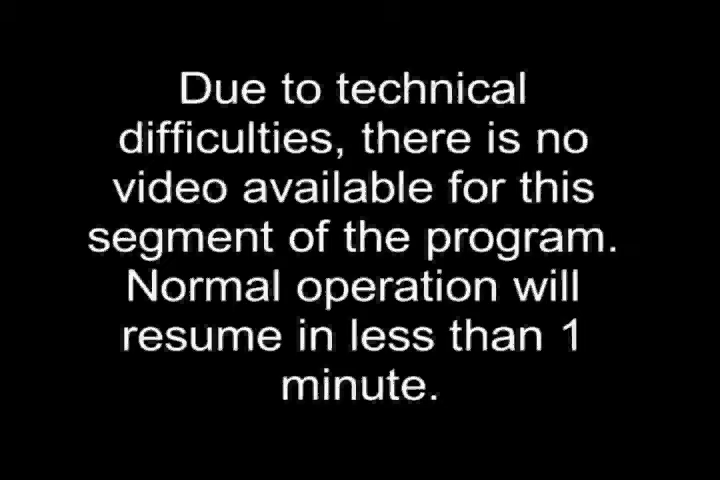 Due to technical
difficulties, there is no
video available for this
segment of the program.
Normal operation will
resume in less than 1
minute.